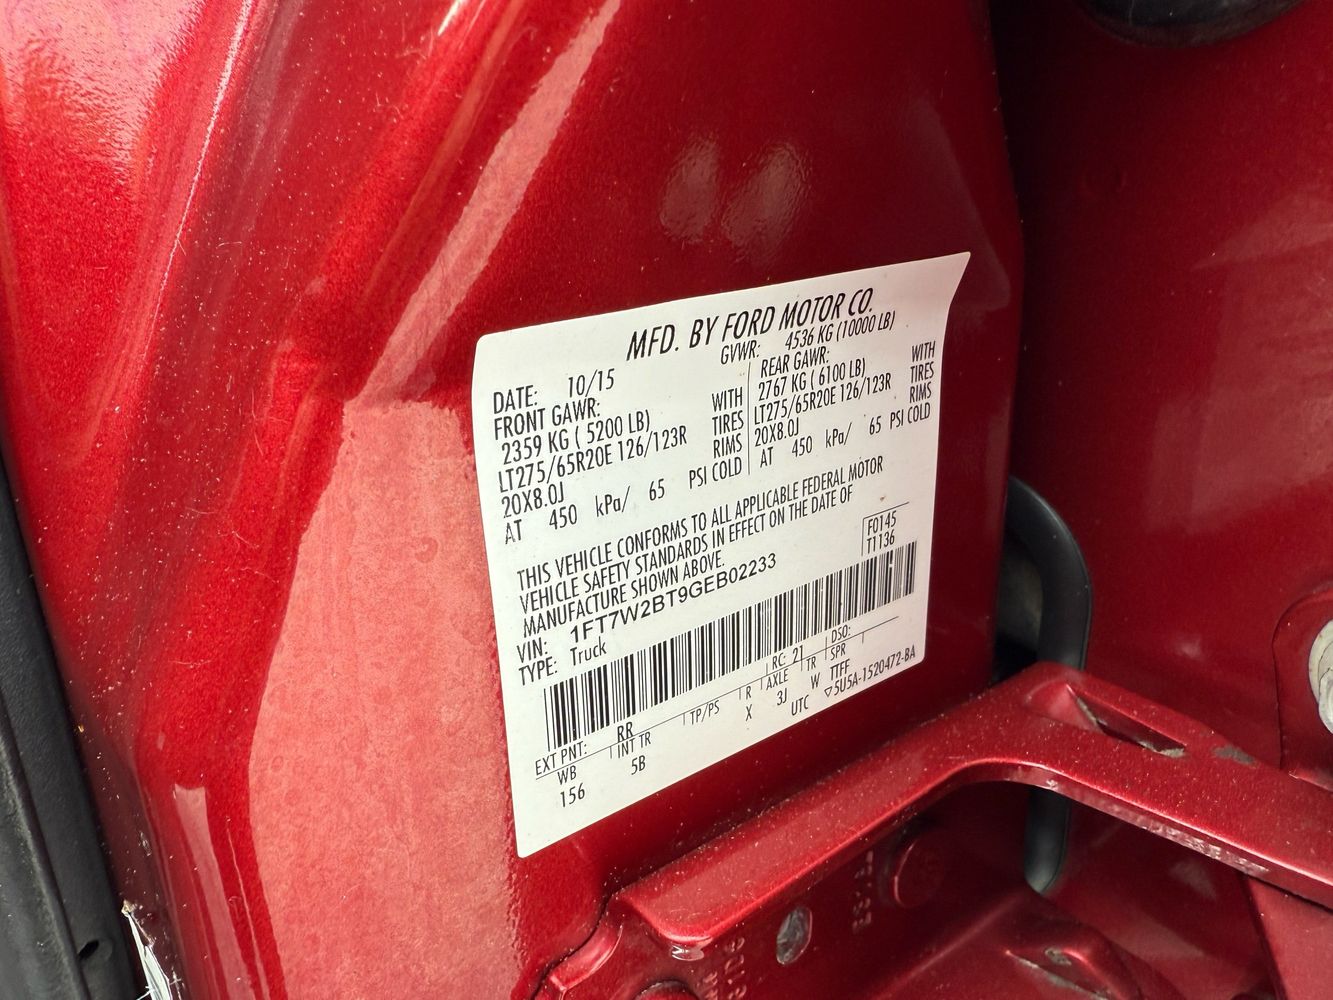 MFD. BY FORD MOTOR CO.
DATE: 10/15
GVWR: 4536 KG (10000 LB)
FRONT GAWR:
2359 KG ( 5200 LB) WITH
LT275/65R20E 126/123R TIRES
20X8.0J RIMS
AT 450 kPa/ 65 PSI COLD
REAR GAWR: WITH
2767 KG ( 6100 LB) TIRES
LT275/65R20E 126/123R RIMS
20X8.0J
AT 450 kPa/ 65 PSI COLD
THIS VEHICLE CONFORMS TO ALL APPLICABLE FEDERAL MOTOR
VEHICLE SAFETY STANDARDS IN EFFECT ON THE DATE OF
MANUFACTURE SHOWN ABOVE.
F0145
T1136
VIN: 1FT7W2BT9GEB02233
TYPE: Truck
EXT PNT: RR RC: 21 DSO:
WB INT TR TP/PS R AXLE TR SPR
156 5B X 3J W TTFF
UTC ▽5U5A-1520472-BA